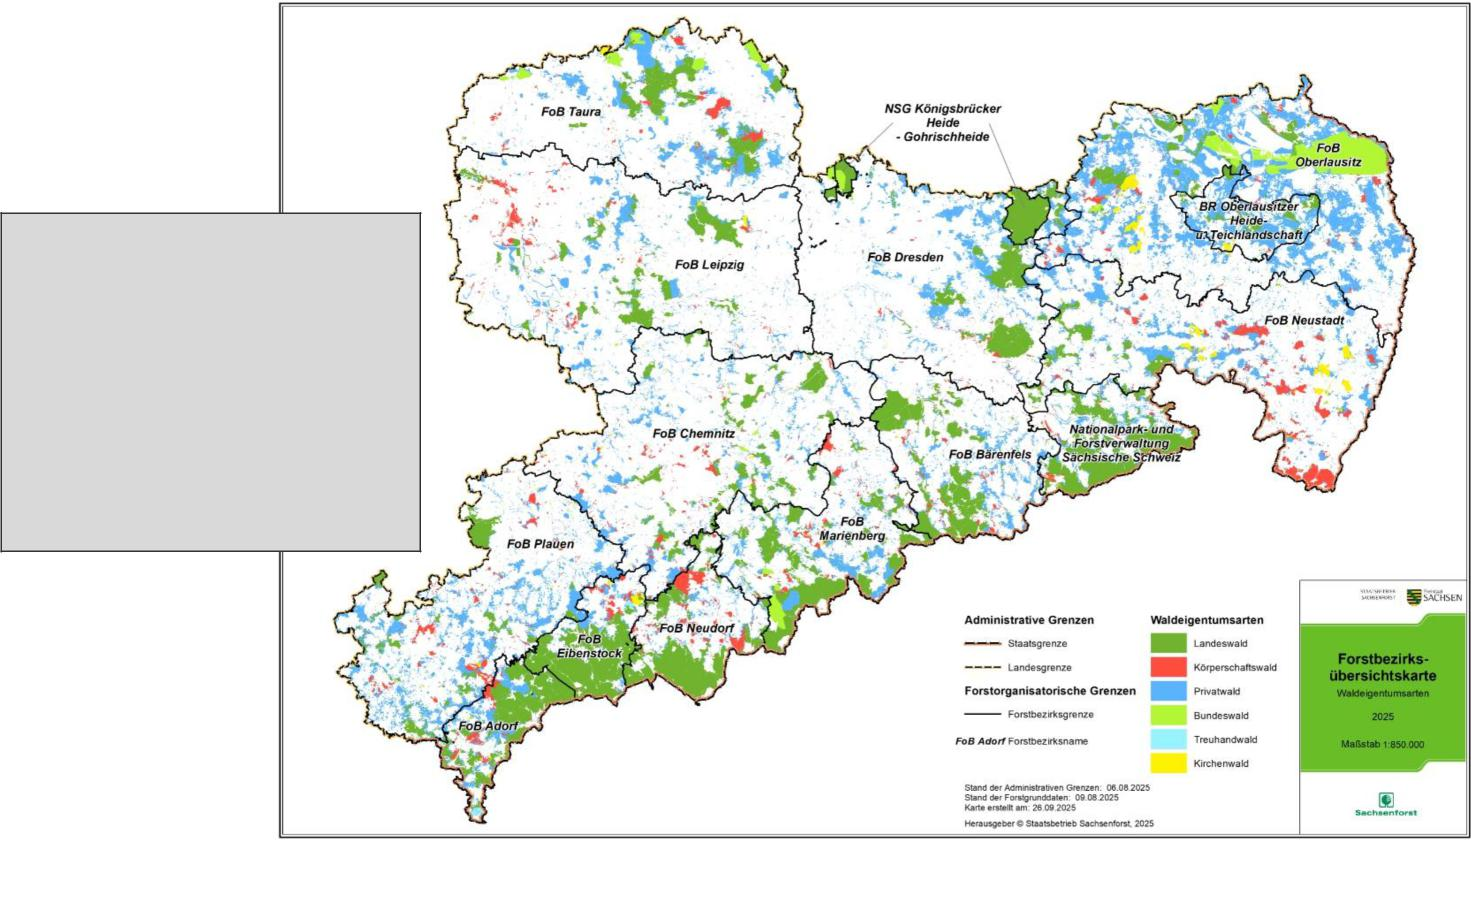 FoB Taura
NSG Königsbrücker
Heide
- Gohrischheide
FoB
Oberlausitz
BR Oberlausitzer
Heide-
u. Teichlandschaft
FoB Leipzig
FoB Dresden
FoB Neustadt
FoB Chemnitz
Nationalpark- und
Forstverwaltung
Sächsische Schweiz
FoB Bärenfels
FoB
Marienberg
FoB Plauen
FoB Neudorf
FoB
Eibenstock
FoB Adorf
Administrative Grenzen
Staatsgrenze
Landesgrenze
Forstorganisatorische Grenzen
Forstbezirksgrenze
FoB Adorf Forstbezirksname
Waldeigentumsarten
Landeswald
Körperschaftswald
Privatwald
Bundeswald
Treuhandwald
Kirchenwald
Stand der Administrativen Grenzen: 06.08.2025
Stand der Forstgrunddaten: 09.08.2025
Karte erstellt am: 26.09.2025
Herausgeber © Staatsbetrieb Sachsenforst, 2025
STAATSBETRIEB
SACHSENFORST
Freistaat
SACHSEN
Forstbezirks-
übersichtskarte
Waldeigentumsarten
2025
Maßstab 1:850.000
Sachsenforst